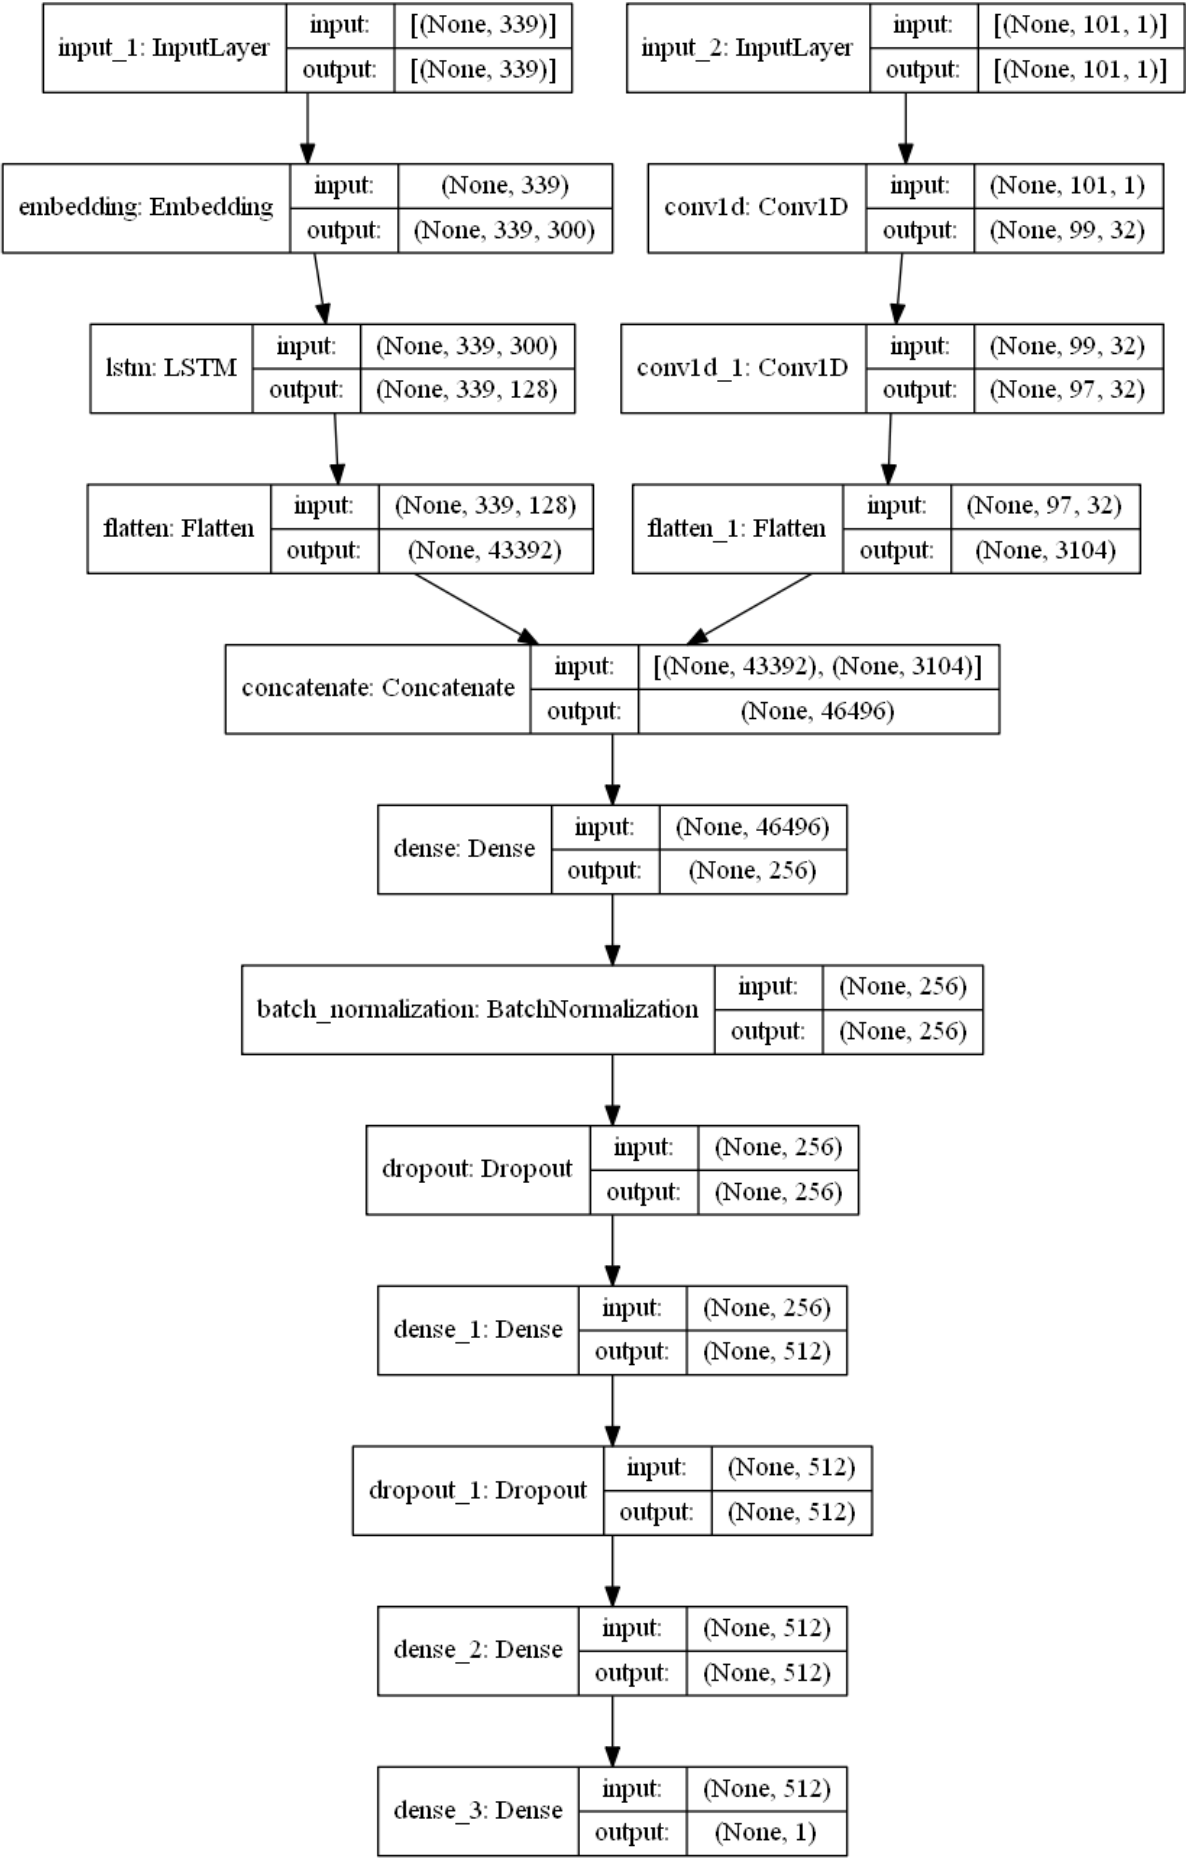 input_1: InputLayer
input: [(None, 339)]
output: [(None, 339)]
input_2: InputLayer
input: [(None, 101, 1)]
output: [(None, 101, 1)]
embedding: Embedding
input: (None, 339)
output: (None, 339, 300)
conv1d: Conv1D
input: (None, 101, 1)
output: (None, 99, 32)
lstm: LSTM
input: (None, 339, 300)
output: (None, 339, 128)
conv1d_1: Conv1D
input: (None, 99, 32)
output: (None, 97, 32)
flatten: Flatten
input: (None, 339, 128)
output: (None, 43392)
flatten_1: Flatten
input: (None, 97, 32)
output: (None, 3104)
concatenate: Concatenate
input: [(None, 43392), (None, 3104)]
output: (None, 46496)
dense: Dense
input: (None, 46496)
output: (None, 256)
batch_normalization: BatchNormalization
input: (None, 256)
output: (None, 256)
dropout: Dropout
input: (None, 256)
output: (None, 256)
dense_1: Dense
input: (None, 256)
output: (None, 512)
dropout_1: Dropout
input: (None, 512)
output: (None, 512)
dense_2: Dense
input: (None, 512)
output: (None, 512)
dense_3: Dense
input: (None, 512)
output: (None, 1)